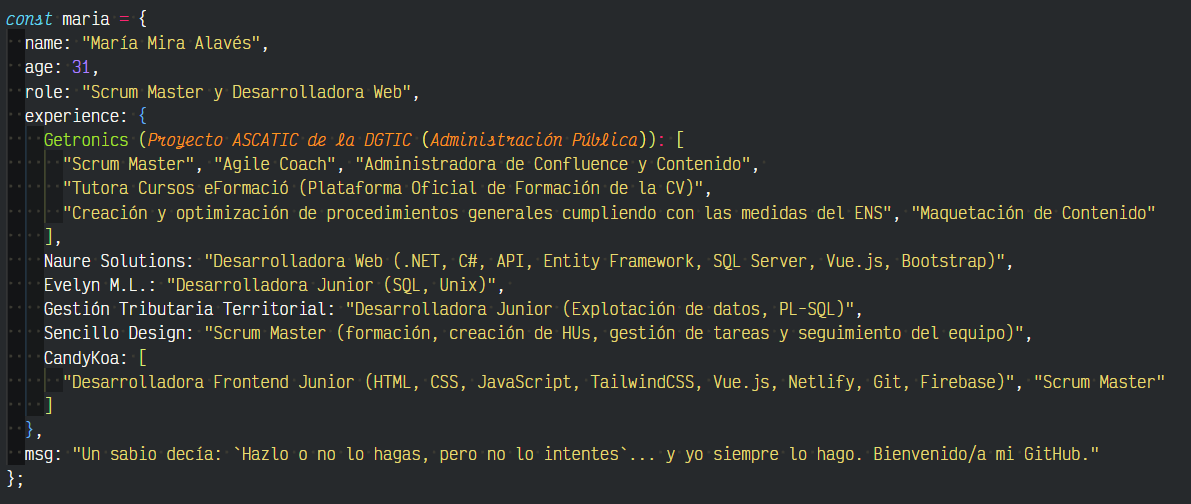 const maria = {
name: "María Mira Alavés",
age: 31,
role: "Scrum Master y Desarrolladora Web",
experience: {
Getronics (Proyecto ASCATIC de la DGTIC (Administración Pública)): [
"Scrum Master", "Agile Coach", "Administradora de Confluence y Contenido",
"Tutora Cursos eFormació (Plataforma Oficial de Formación de la CV)",
"Creación y optimización de procedimientos generales cumpliendo con las medidas del ENS", "Maquetación de Contenido"
],
Naure Solutions: "Desarrolladora Web (.NET, C#, API, Entity Framework, SQL Server, Vue.js, Bootstrap)",
Evelyn M.L.: "Desarrolladora Junior (SQL, Unix)",
Gestión Tributaria Territorial: "Desarrolladora Junior (Explotación de datos, PL-SQL)",
Sencillo Design: "Scrum Master (formación, creación de HUs, gestión de tareas y seguimiento del equipo)",
CandyKoa: [
"Desarrolladora Frontend Junior (HTML, CSS, JavaScript, TailwindCSS, Vue.js, Netlify, Git, Firebase)", "Scrum Master"
]
},
msg: "Un sabio decía: `Hazlo o no lo hagas, pero no lo intentes`... y yo siempre lo hago. Bienvenido/a mi GitHub."
};